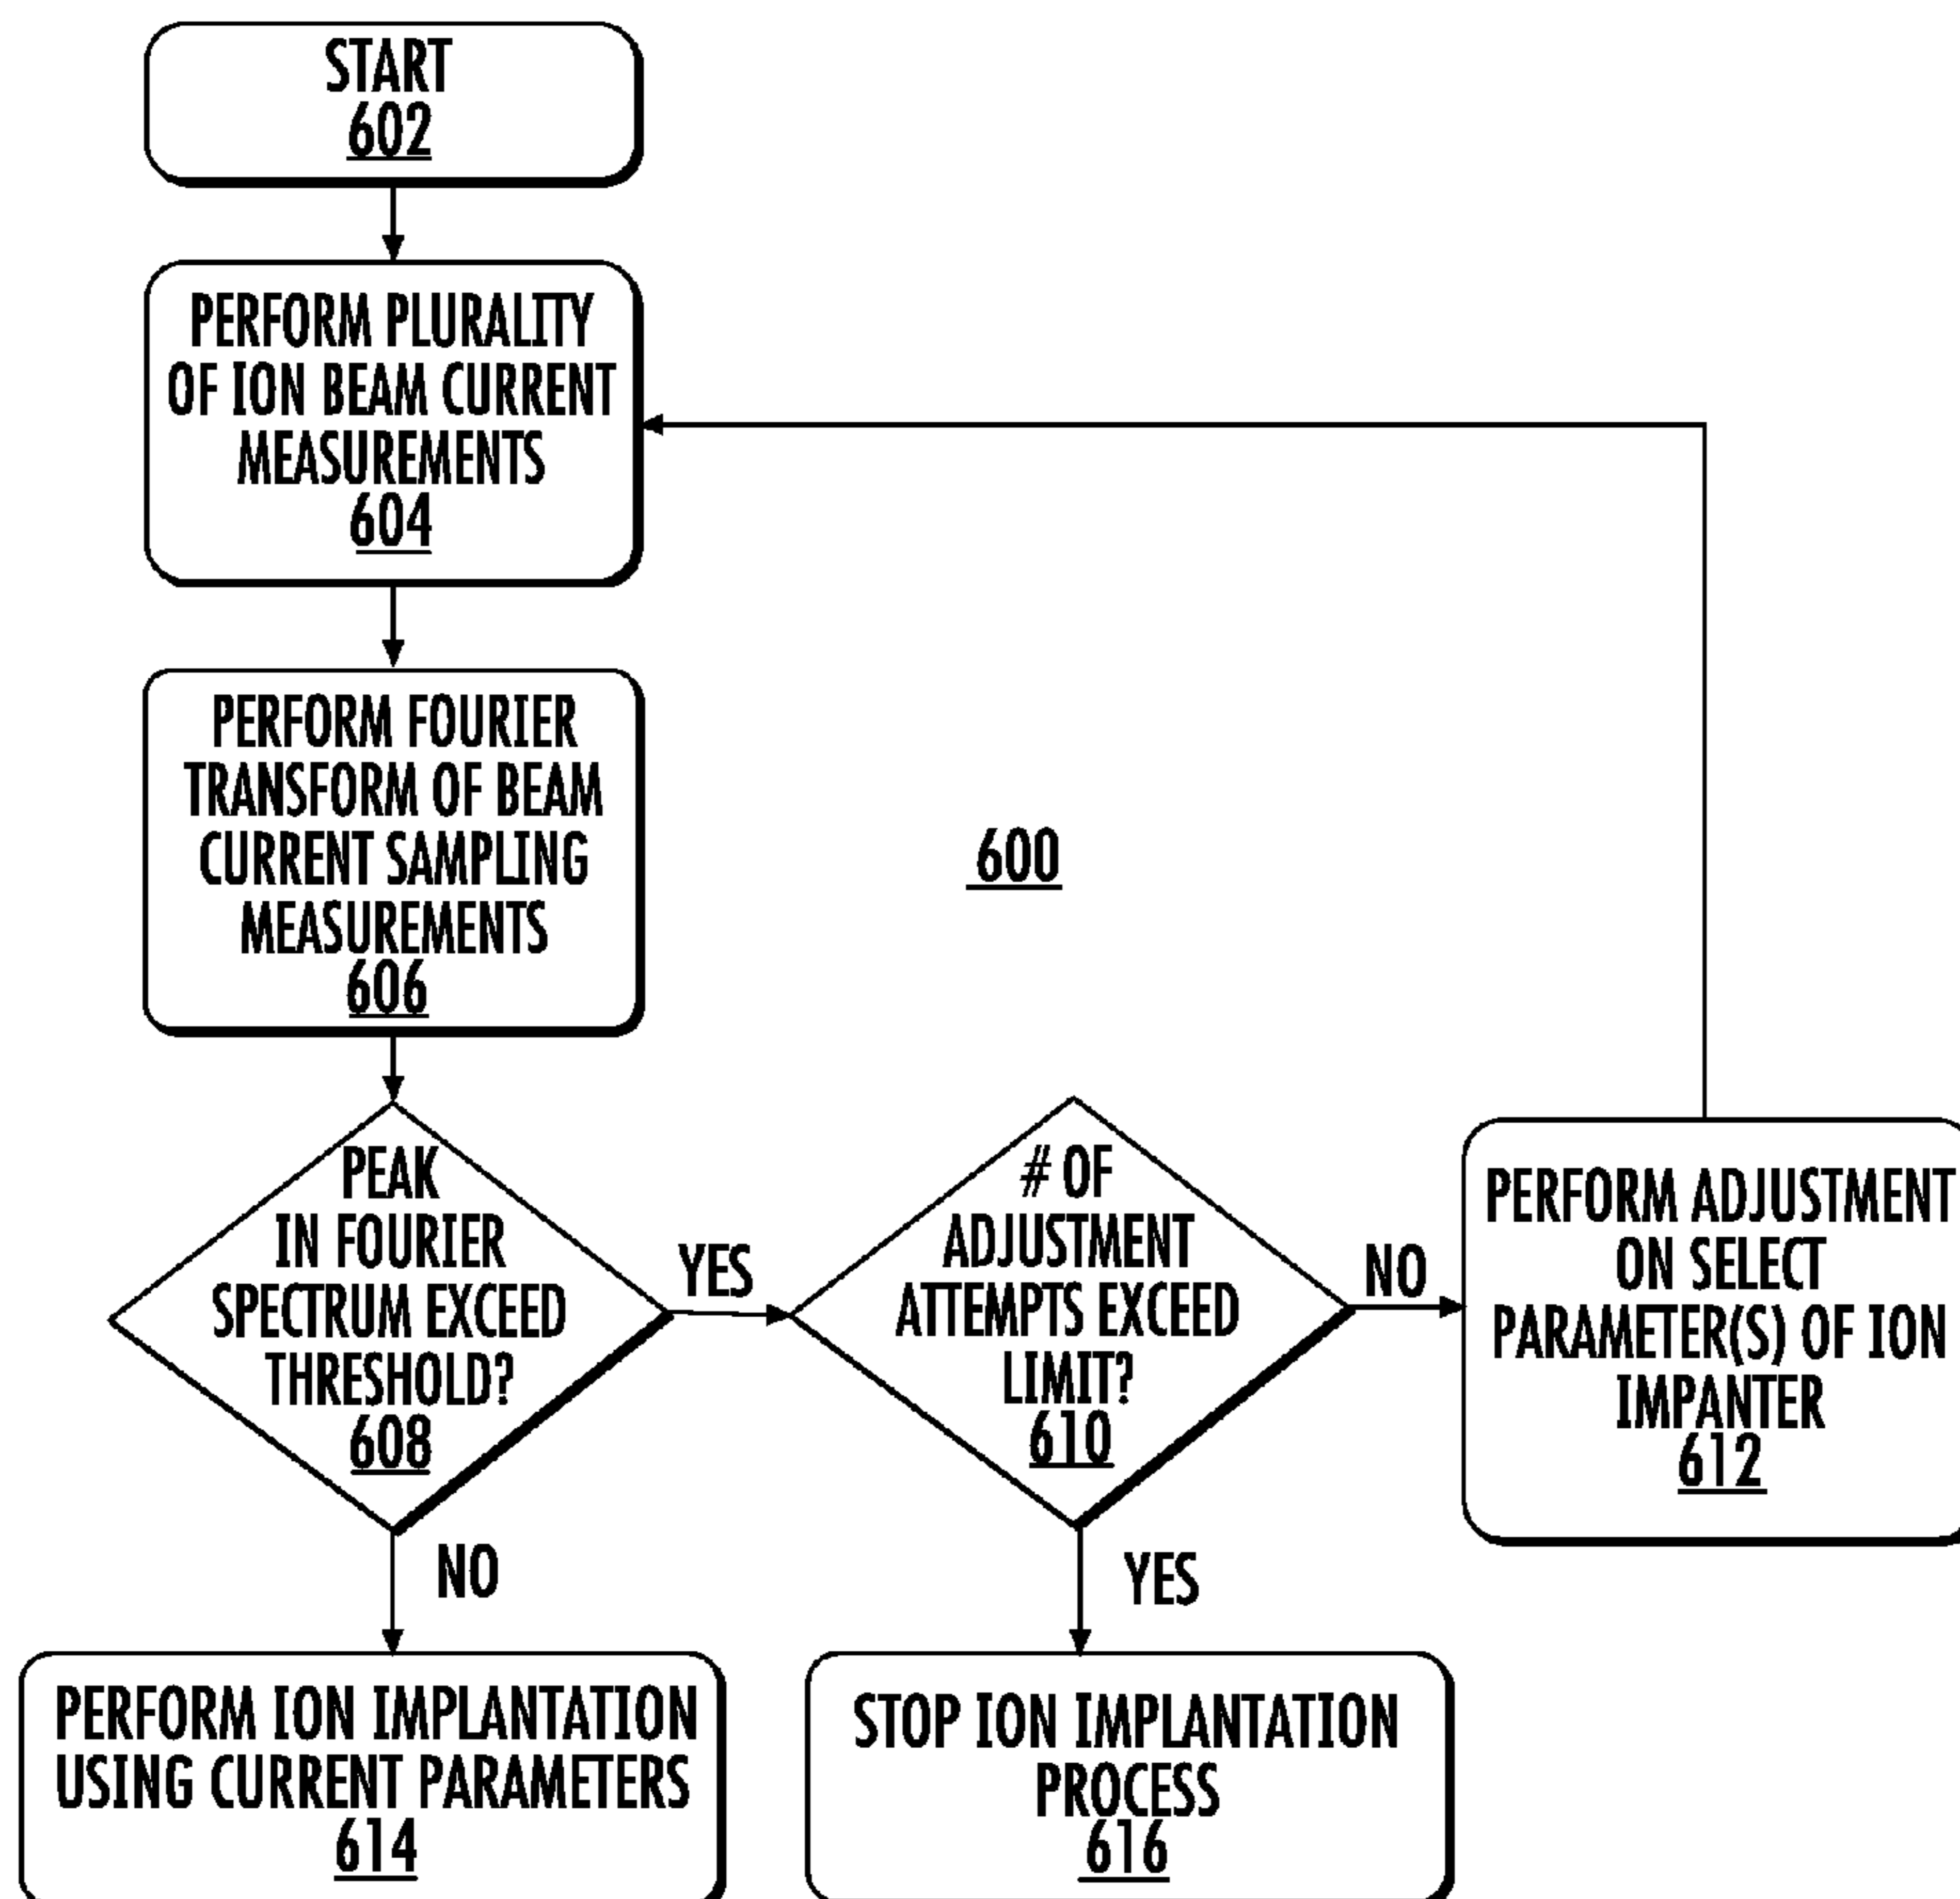 START
602
PERFORM PLURALITY
OF ION BEAM CURRENT
MEASUREMENTS
604
PERFORM FOURIER
TRANSFORM OF BEAM
CURRENT SAMPLING
MEASUREMENTS
606
600
PEAK
IN FOURIER
SPECTRUM EXCEED
THRESHOLD?
608
YES
# OF
ADJUSTMENT
ATTEMPTS EXCEED
LIMIT?
610
NO
PERFORM ADJUSTMENT
ON SELECT
PARAMETER(S) OF ION
IMPANTER
612
NO
YES
PERFORM ION IMPLANTATION
USING CURRENT PARAMETERS
614
STOP ION IMPLANTATION
PROCESS
616